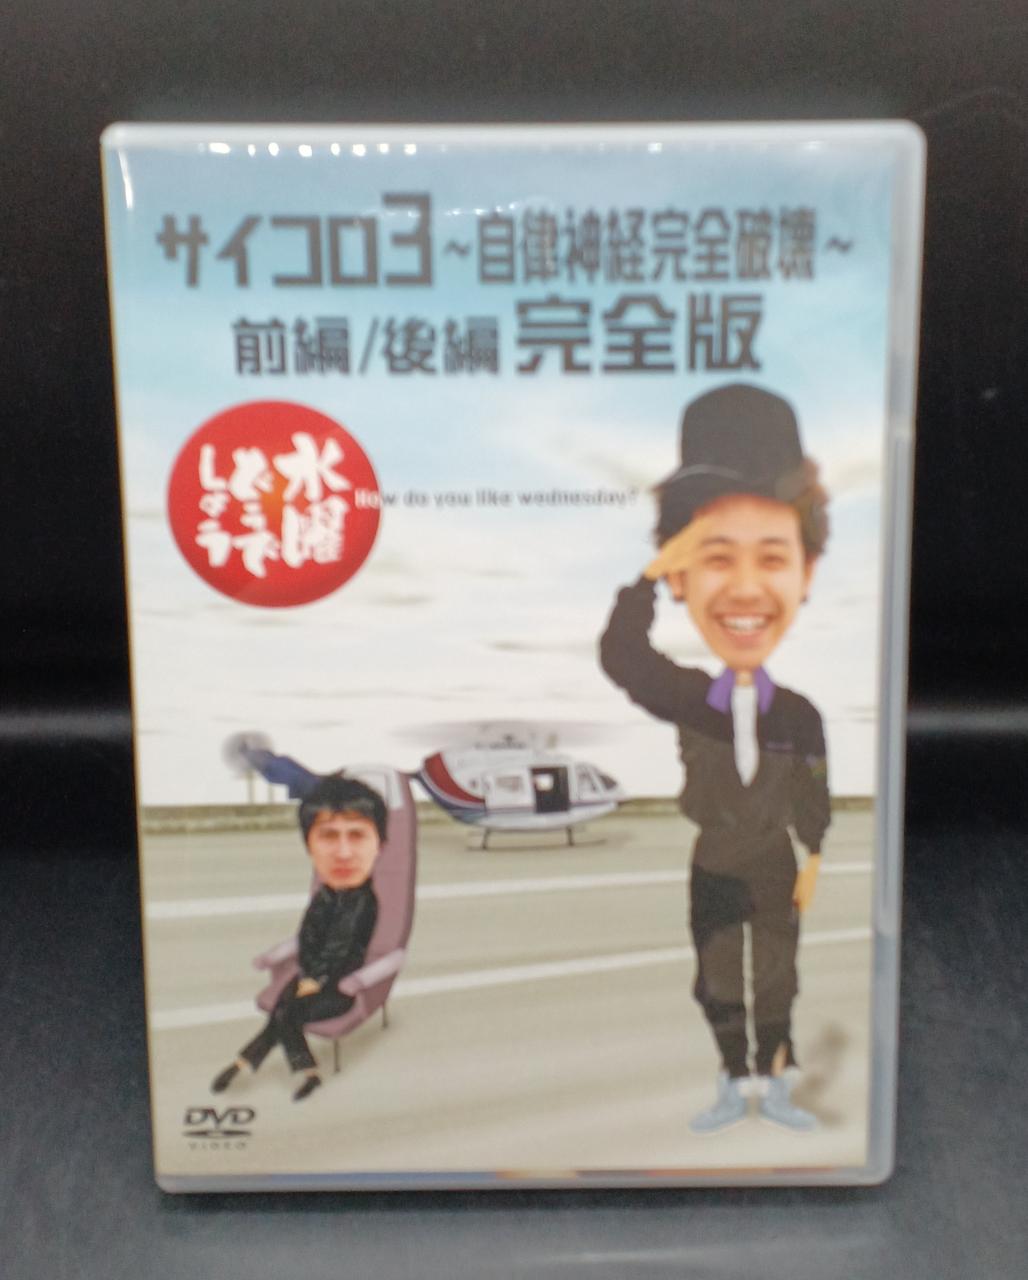 サイコロ3～自律神経完全破壊～
前編/後編 完全版
水曜
どうで
しょう
How do you like wednesday?
DVD
VIDEO